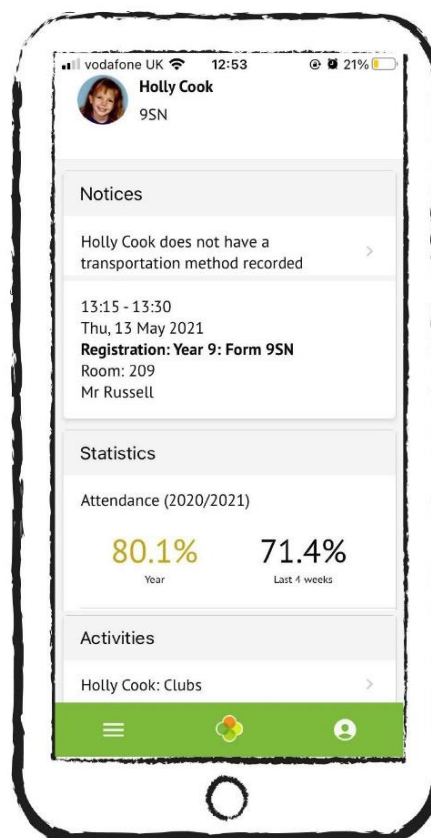 vodafone UK 12:53 21%
Holly Cook
9SN
Notices
Holly Cook does not have a
transportation method recorded
13:15 - 13:30
Thu, 13 May 2021
Registration: Year 9: Form 9SN
Room: 209
Mr Russell
Statistics
Attendance (2020/2021)
80.1% 71.4%
Year Last 4 weeks
Activities
Holly Cook: Clubs